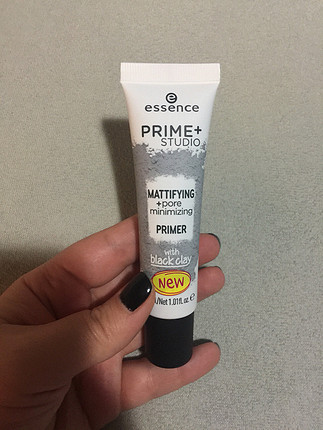 essence
PRIME+
STUDIO
MATTIFYING
+pore
minimizing
PRIMER
with
black clay
NEW
/Net 1.01fl.oz e